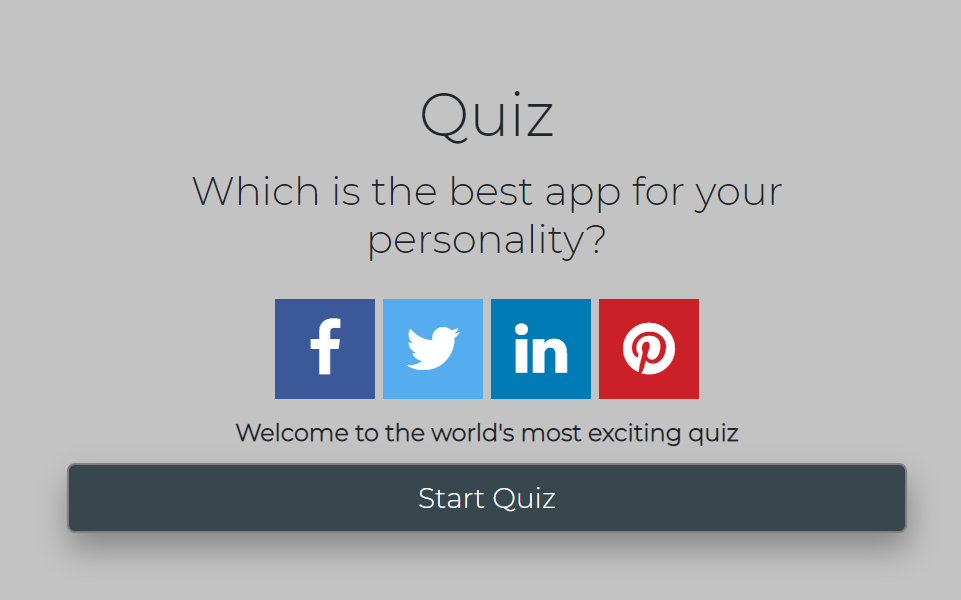 Quiz
Which is the best app for your
personality?
f
in
Welcome to the world's most exciting quiz
Start Quiz